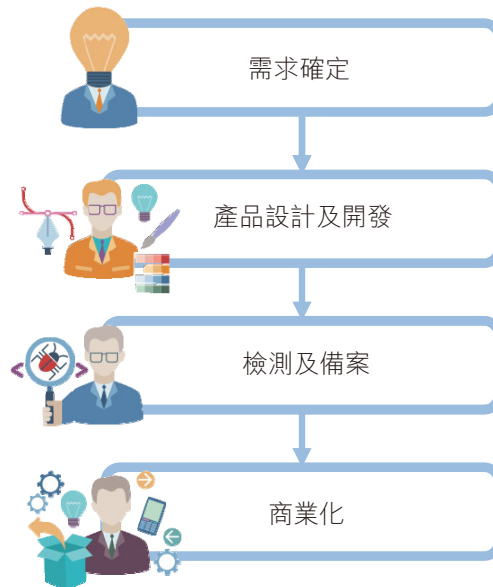 需求確定
產品設計及開發
檢測及備案
商業化